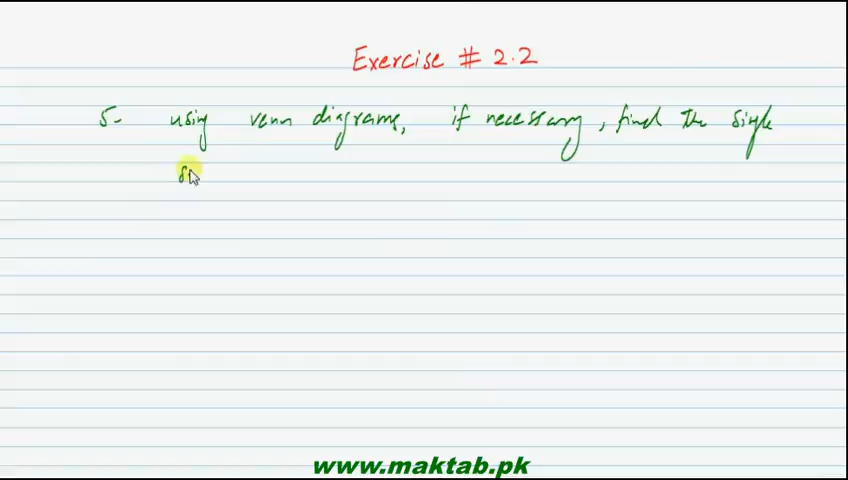 Exercise # 2.2
5- using venn diagrams, if necessary, find the single
www.maktab.pk